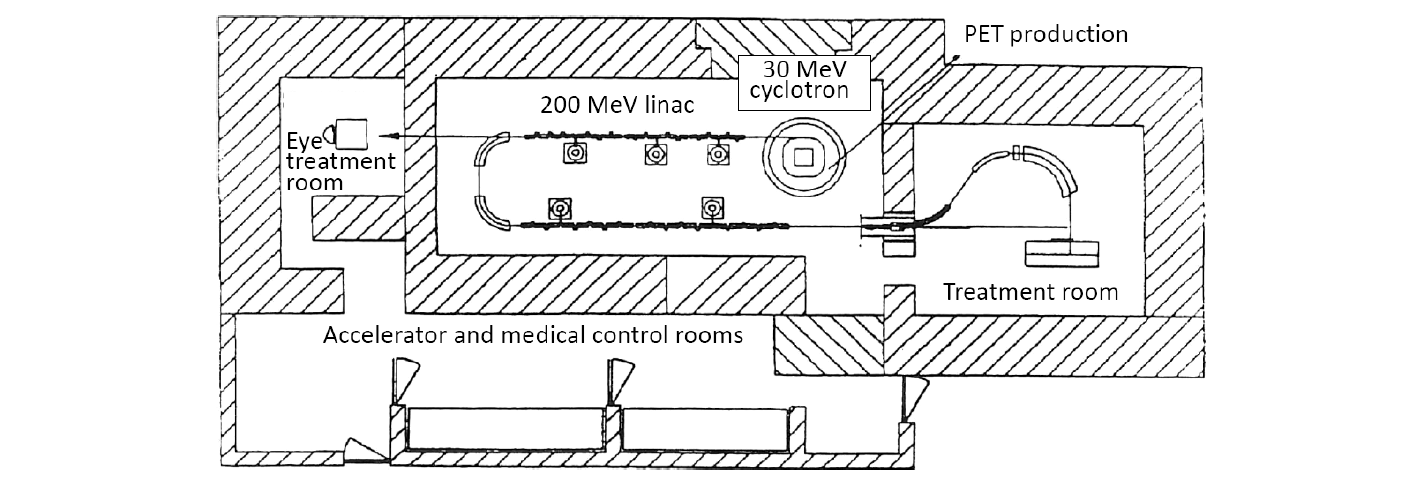 PET production
30 MeV
cyclotron
200 MeV linac
Eye
treatment
room
Treatment room
Accelerator and medical control rooms